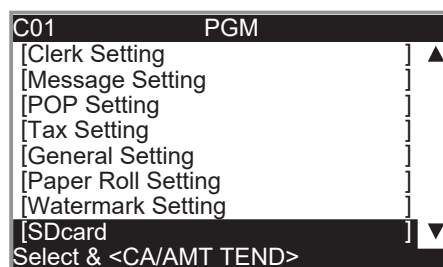 C01 PGM
[Clerk Setting ] ▲
[Message Setting ]
[POP Setting ]
[Tax Setting ]
[General Setting ]
[Paper Roll Setting ]
[Watermark Setting ]
[SDcard ] ▼
Select & <CA/AMT TEND>